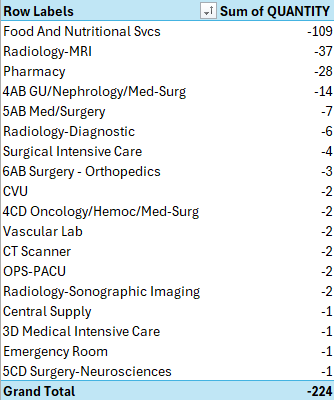 Row Labels Sum of QUANTITY
Food And Nutritional Svcs -109
Radiology-MRI -37
Pharmacy -28
4AB GU/Nephrology/Med-Surg -14
5AB Med/Surgery -7
Radiology-Diagnostic -6
Surgical Intensive Care -4
6AB Surgery - Orthopedics -3
CVU -2
4CD Oncology/Hemoc/Med-Surg -2
Vascular Lab -2
CT Scanner -2
OPS-PACU -2
Radiology-Sonographic Imaging -2
Central Supply -1
3D Medical Intensive Care -1
Emergency Room -1
5CD Surgery-Neurosciences -1
Grand Total -224